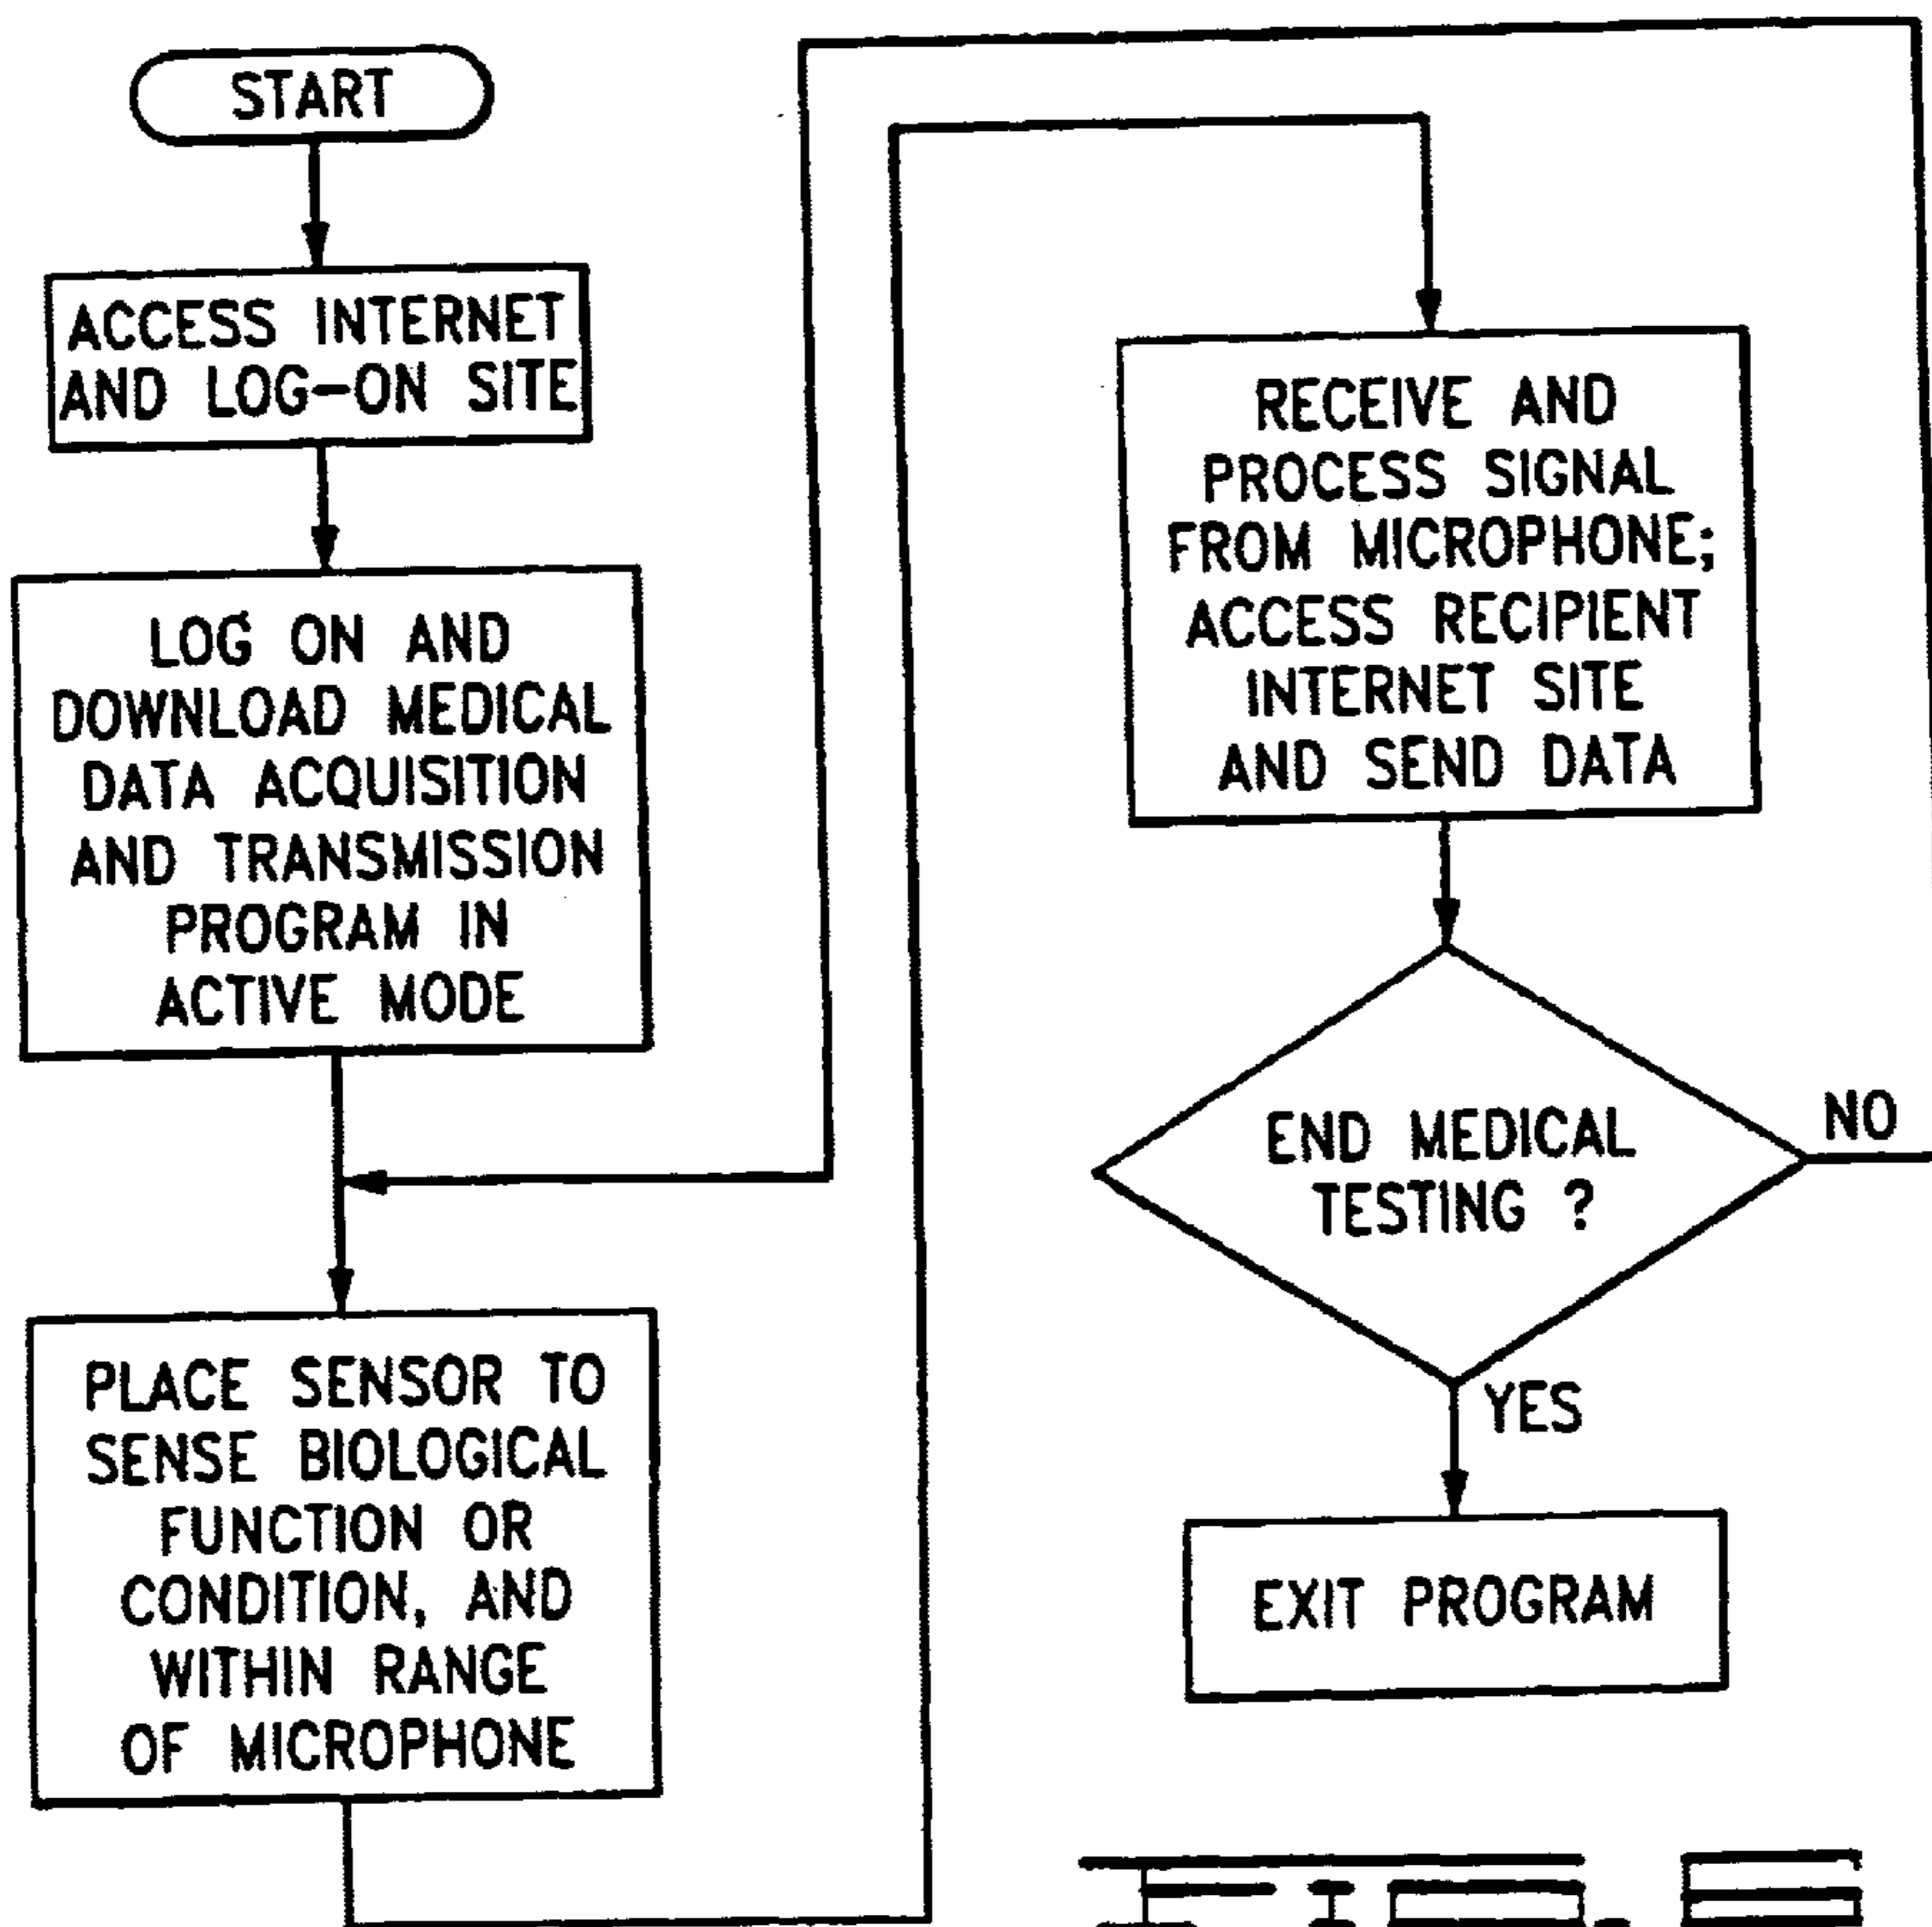 START
ACCESS INTERNET
AND LOG-ON SITE
LOG ON AND
DOWNLOAD MEDICAL
DATA ACQUISITION
AND TRANSMISSION
PROGRAM IN
ACTIVE MODE
PLACE SENSOR TO
SENSE BIOLOGICAL
FUNCTION OR
CONDITION, AND
WITHIN RANGE
OF MICROPHONE
RECEIVE AND
PROCESS SIGNAL
FROM MICROPHONE;
ACCESS RECIPIENT
INTERNET SITE
AND SEND DATA
END MEDICAL
TESTING ?
NO
YES
EXIT PROGRAM